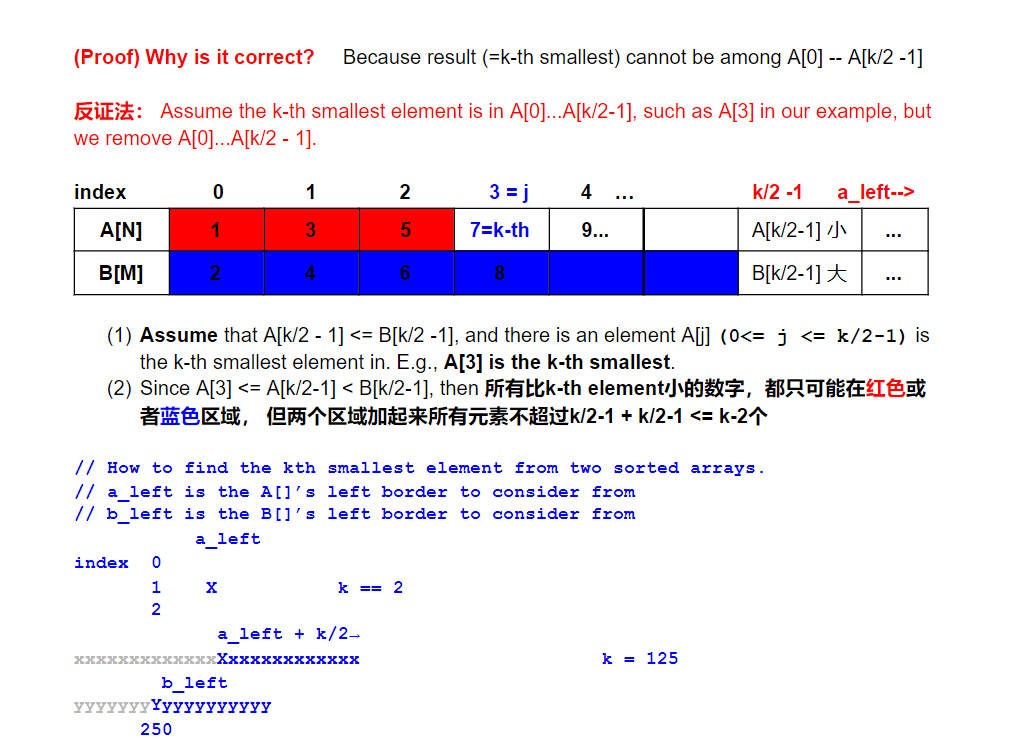 (Proof) Why is it correct? Because result (=k-th smallest) cannot be among A[0] -- A[k/2 -1]
反证法： Assume the k-th smallest element is in A[0]...A[k/2-1], such as A[3] in our example, but
we remove A[0]...A[k/2 - 1].
index 0 1 2 3 = j 4 ... k/2 -1 a_left-->
A[N] 1 3 5 7=k-th 9... A[k/2-1] 小 ...
B[M] 2 4 6 8 B[k/2-1] 大 ...
(1) Assume that A[k/2 - 1] <= B[k/2 -1], and there is an element A[j] (0<= j <= k/2-1) is
the k-th smallest element in. E.g., A[3] is the k-th smallest.
(2) Since A[3] <= A[k/2-1] < B[k/2-1], then 所有比k-th element小的数字，都只可能在红色或
者蓝色区域， 但两个区域加起来所有元素不超过k/2-1 + k/2-1 <= k-2个
// How to find the kth smallest element from two sorted arrays.
// a_left is the A[]’s left border to consider from
// b_left is the B[]’s left border to consider from
a_left
index 0
1 X k == 2
2
a_left + k/2→
xxxxxxxxxxxxxXxxxxxxxxxxxx k = 125
b_left
yyyyyyyYyyyyyyyyyy
250